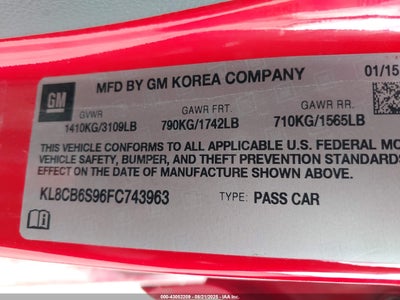 MFD BY GM KOREA COMPANY 01/15
GM
GVWR GAWR FRT. GAWR RR.
1410KG/3109LB 790KG/1742LB 710KG/1565LB
THIS VEHICLE CONFORMS TO ALL APPLICABLE U.S. FEDERAL MO
VEHICLE SAFETY, BUMPER, AND THEFT PREVENTION STANDARDS
EFFECT ON THE DATE OF MANUFACTURE SHOWN ABOVE.
KL8CB6S96FC743963 TYPE: PASS CAR
000-43002209 - (08/21/2025) - IAA Inc.